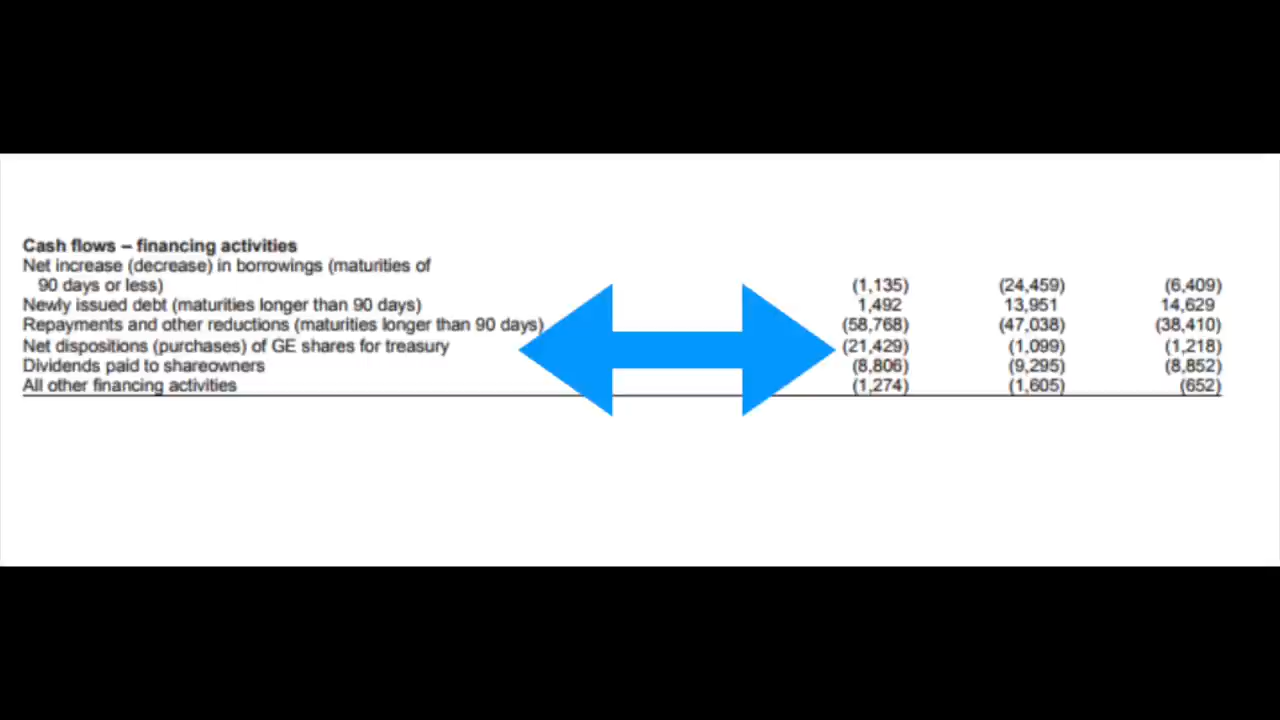 Cash flows – financing activities
Net increase (decrease) in borrowings (maturities of
90 days or less) (1,135) (24,459) (6,409)
Newly issued debt (maturities longer than 90 days) 1,492 13,951 14,629
Repayments and other reductions (maturities longer than 90 days) (58,768) (47,038) (38,410)
Net dispositions (purchases) of GE shares for treasury (21,429) (1,099) (1,218)
Dividends paid to shareowners (8,806) (9,295) (8,852)
All other financing activities (1,274) (1,605) (652)